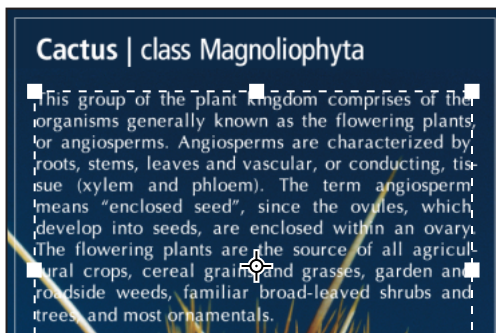 Cactus | class Magnoliophyta
This group of the plant kingdom comprises of the
organisms generally known as the flowering plants,
or angiosperms. Angiosperms are characterized by
roots, stems, leaves and vascular, or conducting, tis-
sue (xylem and phloem). The term angiosperm
means “enclosed seed”, since the ovules, which
develop into seeds, are enclosed within an ovary.
The flowering plants are the source of all agricul-
tural crops, cereal grains and grasses, garden and
roadside weeds, familiar broad-leaved shrubs and
trees, and most ornamentals.